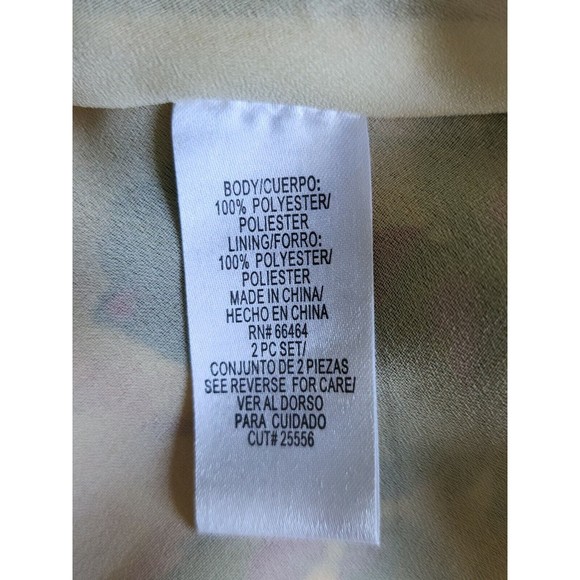 BODY/CUERPO:
100% POLYESTER/
POLIESTER
LINING/FORRO:
100% POLYESTER/
POLIESTER
MADE IN CHINA/
HECHO EN CHINA
RN# 66464
2 PC SET/
CONJUNTO DE 2 PIEZAS
SEE REVERSE FOR CARE/
VER AL DORSO
PARA CUIDADO
CUT# 25556